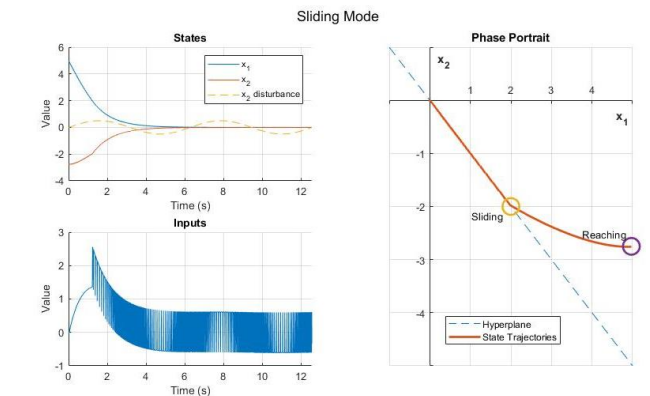 Sliding Mode
States
6
4
2
0
-2
-4
Value
x1
x2
x2 disturbance
0 2 4 6 8 10 12
Time (s)
Inputs
3
2
1
0
-1
Value
0 2 4 6 8 10 12
Time (s)
Phase Portrait
x2
1 2 3 4
x1
-1
-2
-3
-4
Sliding
Reaching
Hyperplane
State Trajectories